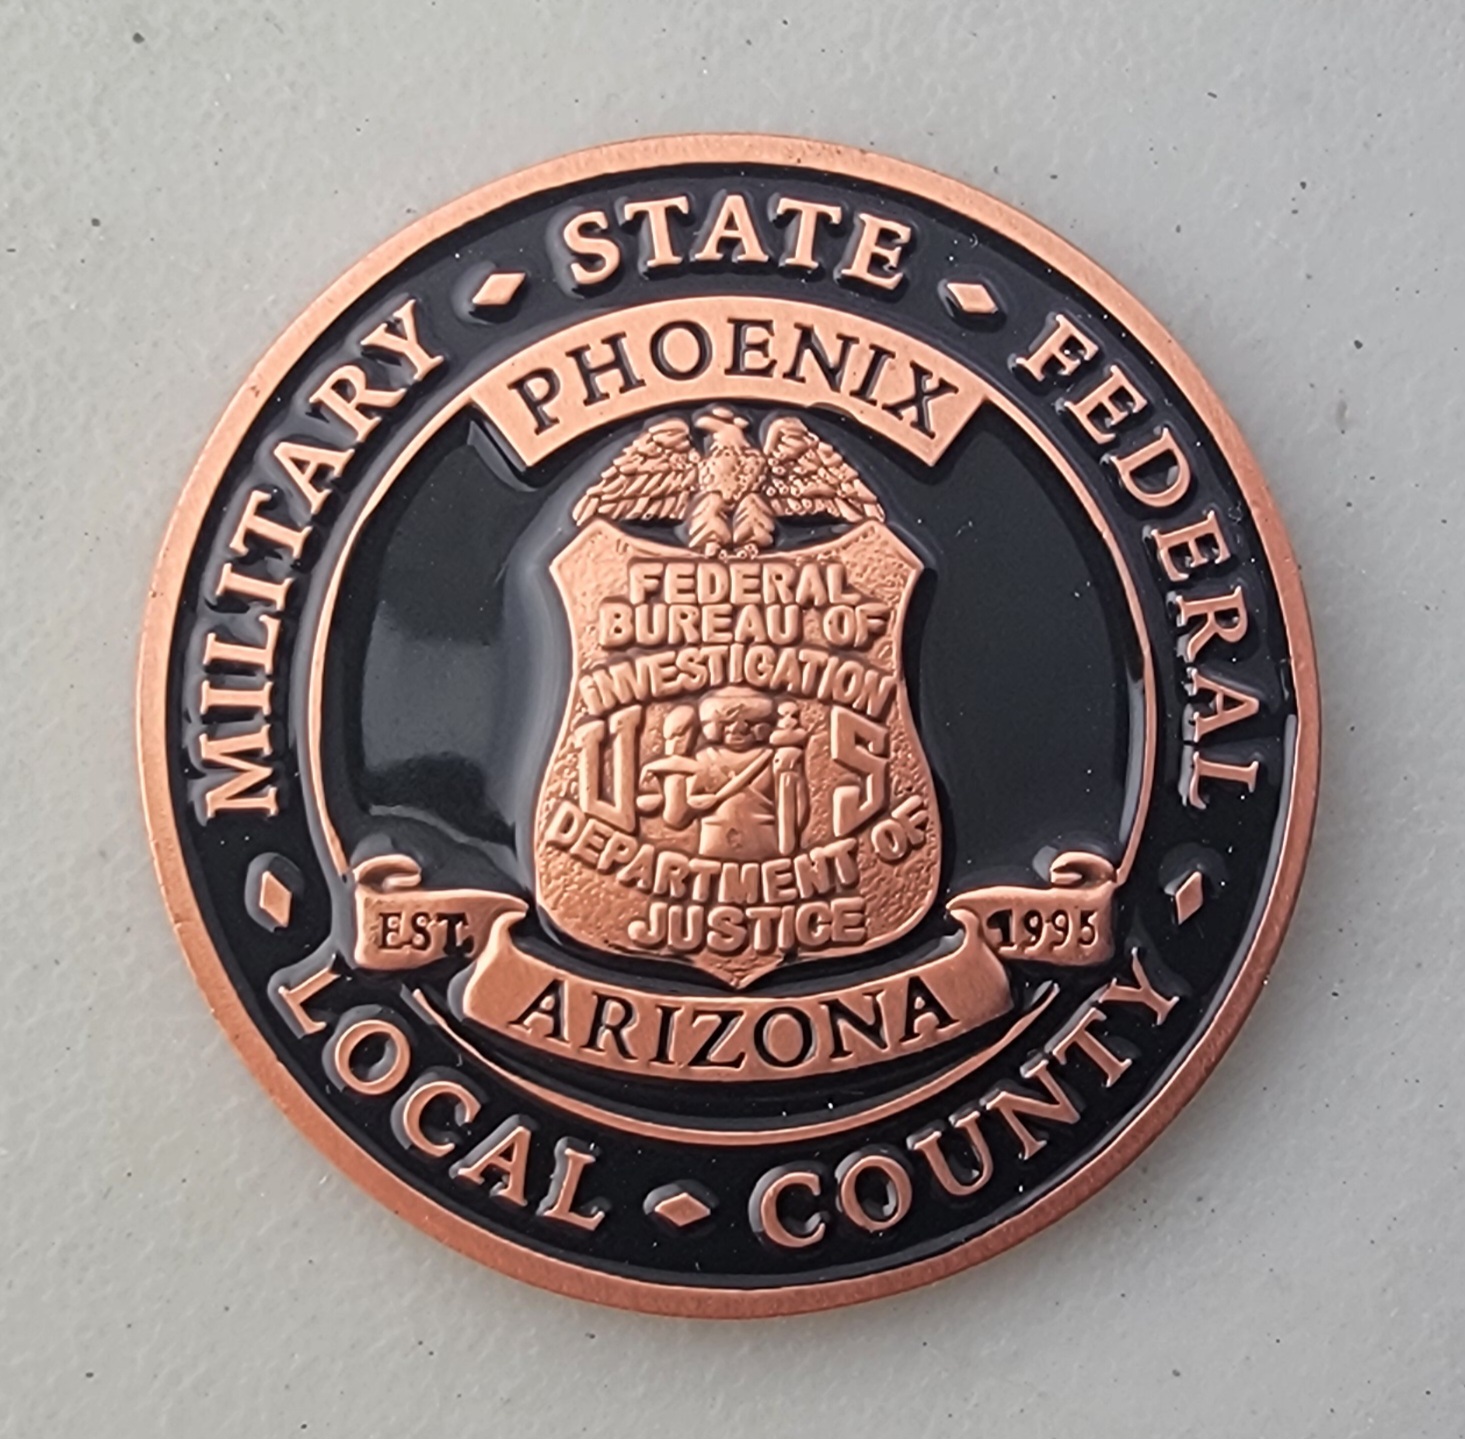 MILITARY ◆ STATE ◆ FEDERAL ◆ COUNTY ◆ LOCAL ◆
PHOENIX
FEDERAL
BUREAU OF
INVESTIGATION
U S
DEPARTMENT OF
JUSTICE
EST. 1995
ARIZONA